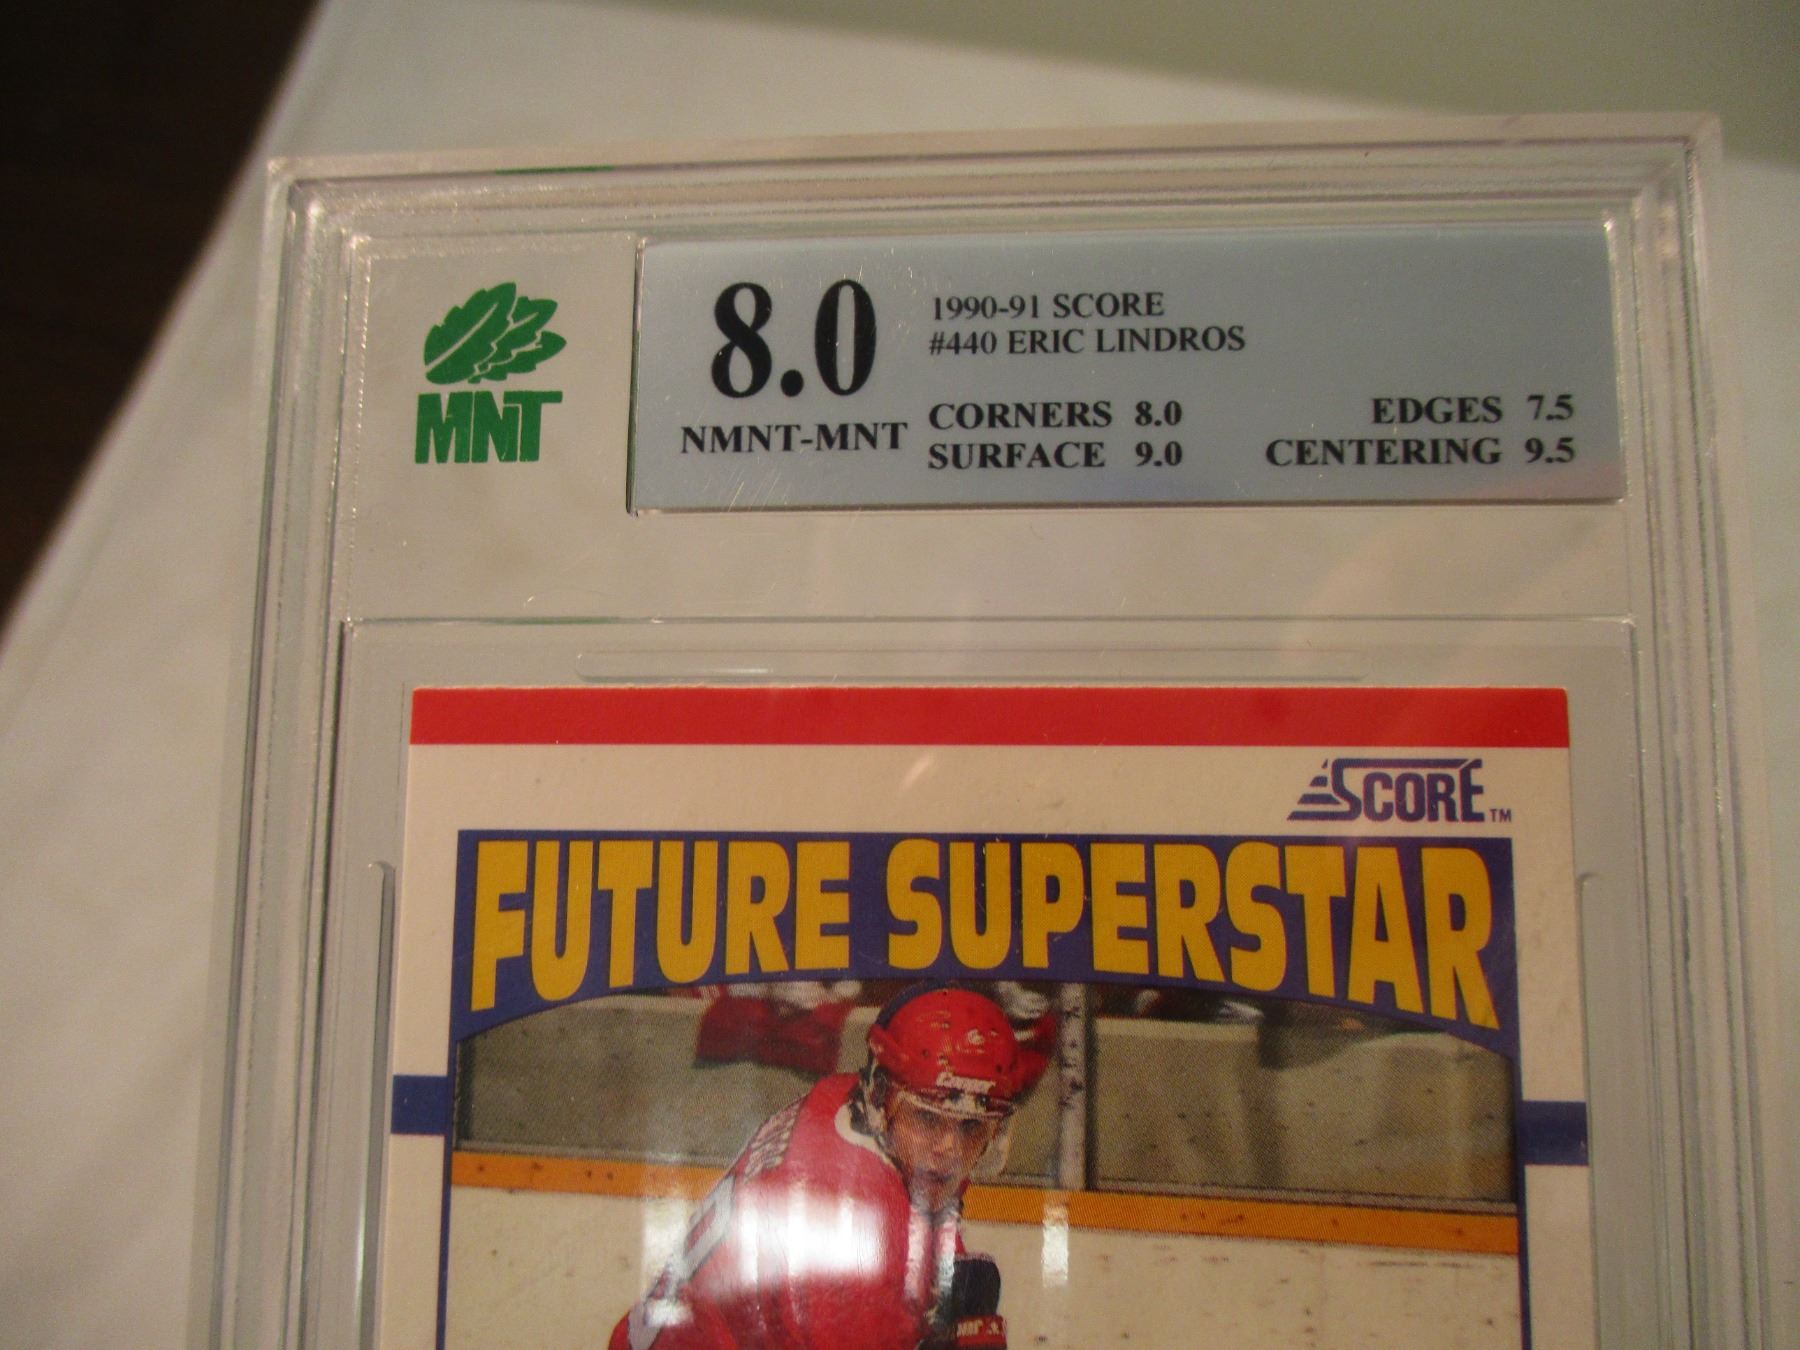 MNT
8.0
NMNT-MNT
1990-91 SCORE
#440 ERIC LINDROS
CORNERS 8.0
EDGES 7.5
SURFACE 9.0
CENTERING 9.5
SCORE™
FUTURE SUPERSTAR
Cooper